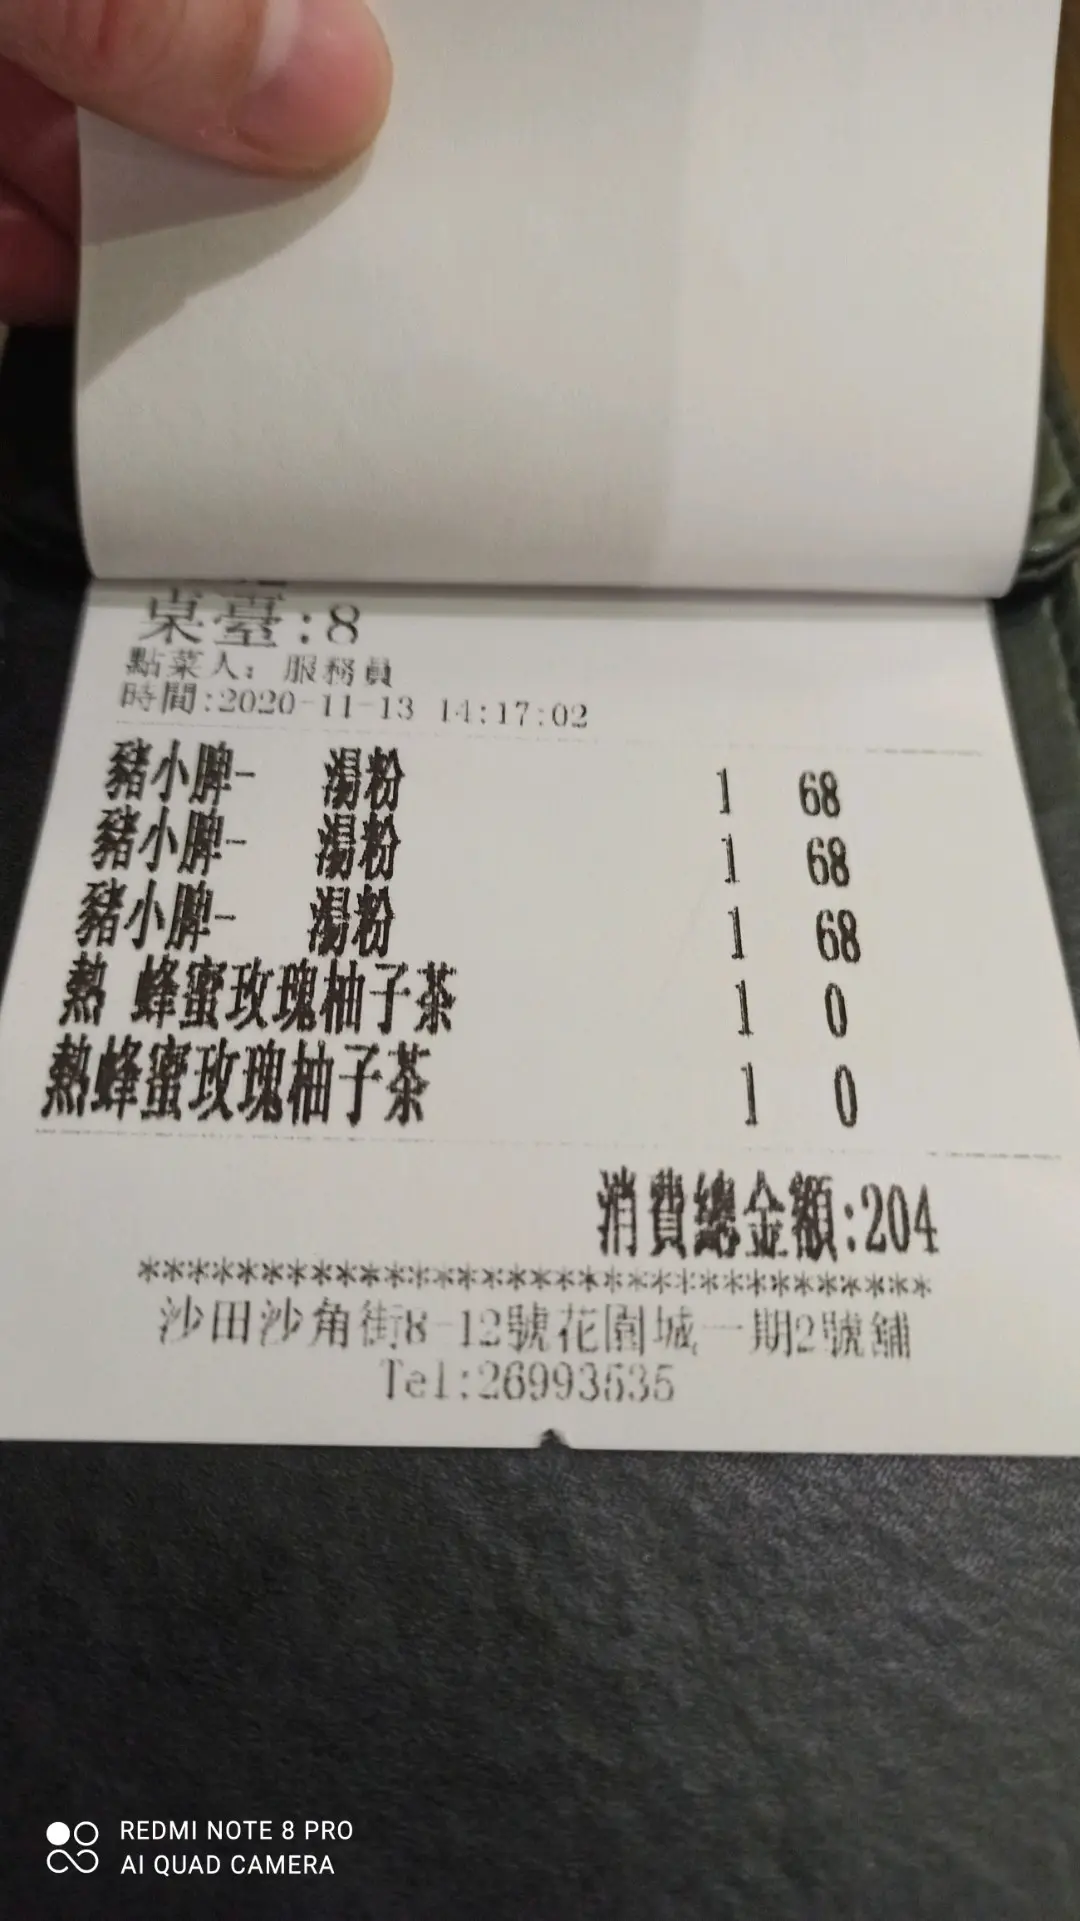 桌臺:8
點菜人: 服務員
時間:2020-11-13 14:17:02
豬小脾- 湯粉 1 68
豬小脾- 湯粉 1 68
豬小脾- 湯粉 1 68
熱 蜂蜜玫瑰柚子茶 1 0
熱蜂蜜玫瑰柚子茶 1 0
消費總金額:204
********************************
沙田沙角街8-12號花園城一期2號舖
Tel:26993535
REDMI NOTE 8 PRO
AI QUAD CAMERA